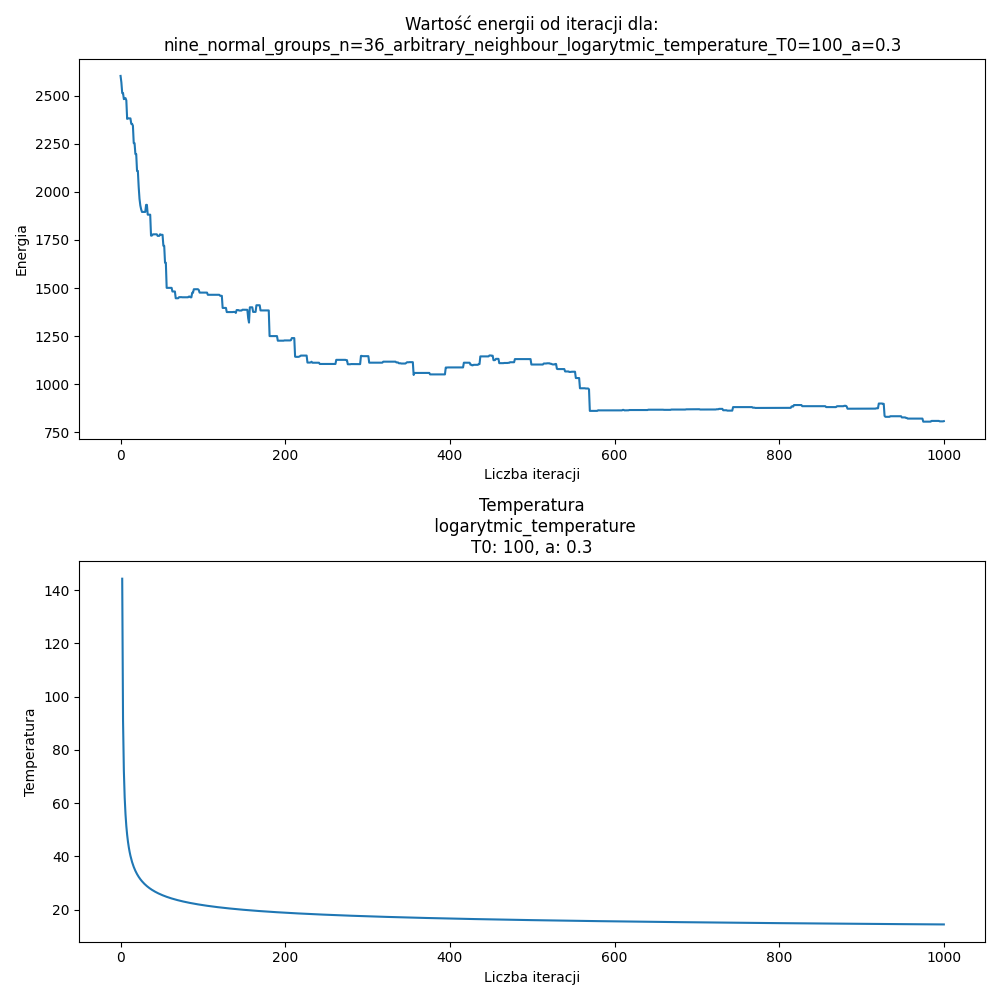 Wartość energii od iteracji dla:
nine_normal_groups_n=36_arbitrary_neighbour_logarytmic_temperature_T0=100_a=0.3
2500
2250
2000
1750
1500
1250
1000
750
Energia
0 200 400 600 800 1000
Liczba iteracji
Temperatura
logarytmic_temperature
T0: 100, a: 0.3
140
120
100
80
60
40
20
Temperatura
0 200 400 600 800 1000
Liczba iteracji